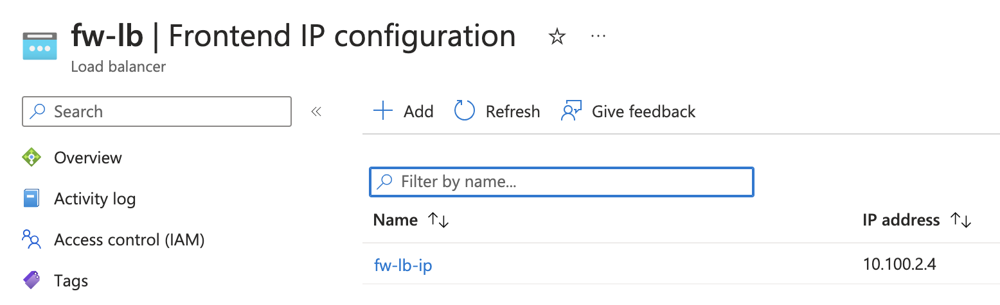 fw-lb | Frontend IP configuration
Load balancer
Search
Overview
Activity log
Access control (IAM)
Tags
Add Refresh Give feedback
Filter by name...
Name IP address
fw-lb-ip 10.100.2.4